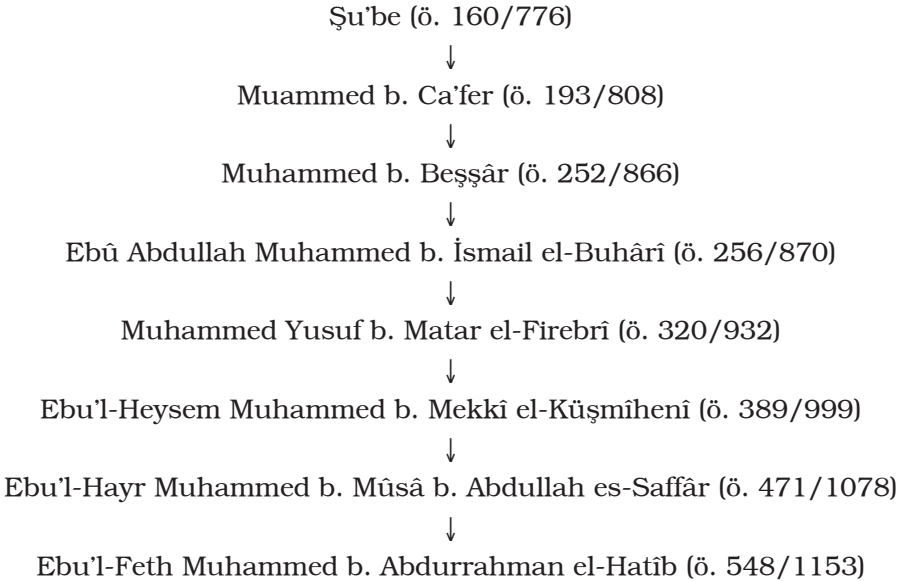 Şu’be (ö. 160/776)
↓
Muammed b. Ca’fer (ö. 193/808)
↓
Muhammed b. Beşşâr (ö. 252/866)
↓
Ebû Abdullah Muhammed b. İsmail el-Buhârî (ö. 256/870)
↓
Muhammed Yusuf b. Matar el-Firebrî (ö. 320/932)
↓
Ebu’l-Heysem Muhammed b. Mekkî el-Küşmîhenî (ö. 389/999)
↓
Ebu’l-Hayr Muhammed b. Mûsâ b. Abdullah es-Saffâr (ö. 471/1078)
↓
Ebu’l-Feth Muhammed b. Abdurrahman el-Hatîb (ö. 548/1153)